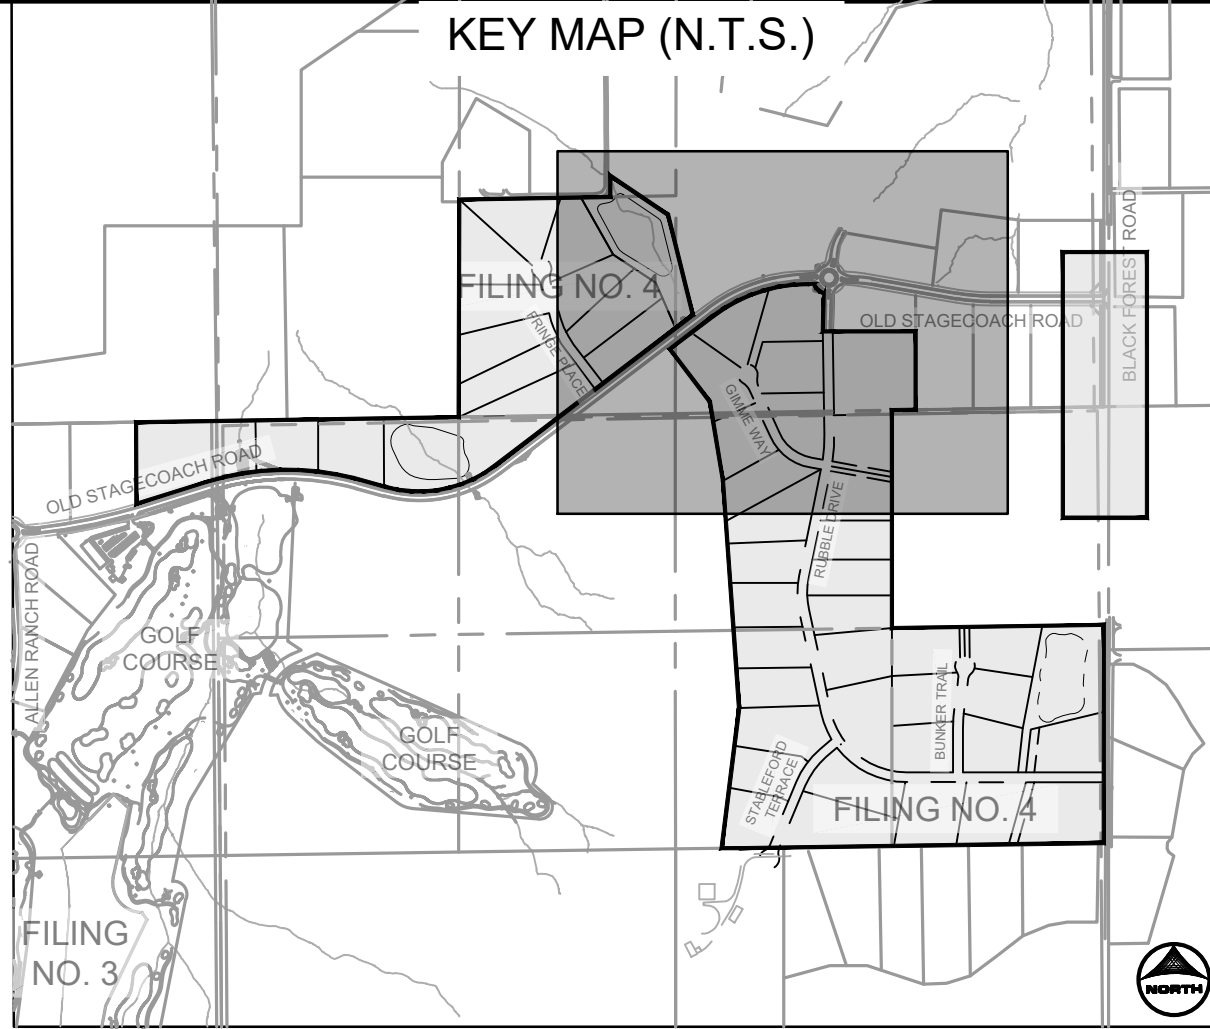 KEY MAP (N.T.S.)
BLACK FOREST ROAD
FILING NO. 4
OLD STAGECOACH ROAD
FRINGE PLACE
GIMME WAY
OLD STAGECOACH ROAD
RUBBLE DRIVE
ALLEN RANCH ROAD
GOLF
COURSE
BUNKER TRAIL
GOLF
COURSE
STABLEFORD
TERRACE
FILING NO. 4
FILING
NO. 3
NORTH